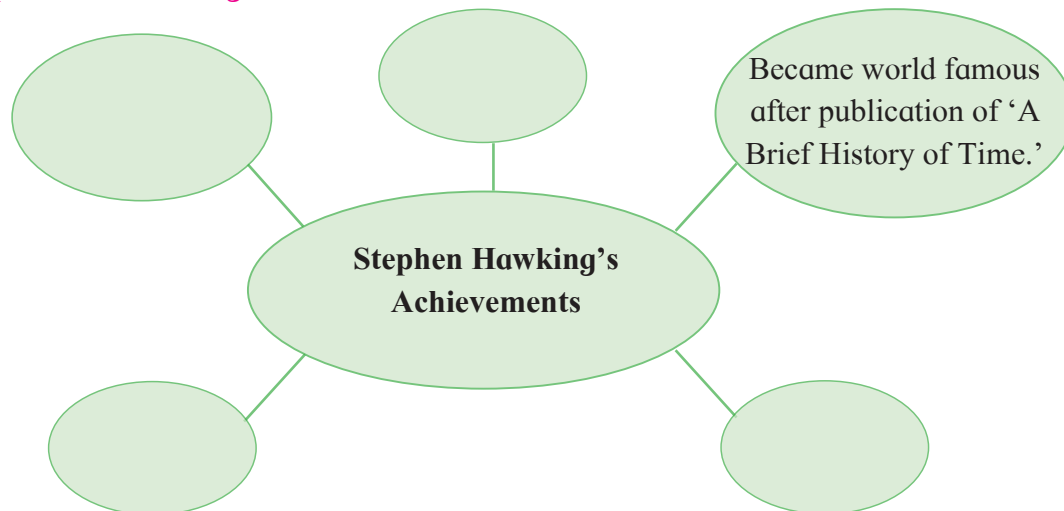 Became world famous
after publication of ‘A
Brief History of Time.’
Stephen Hawking’s
Achievements